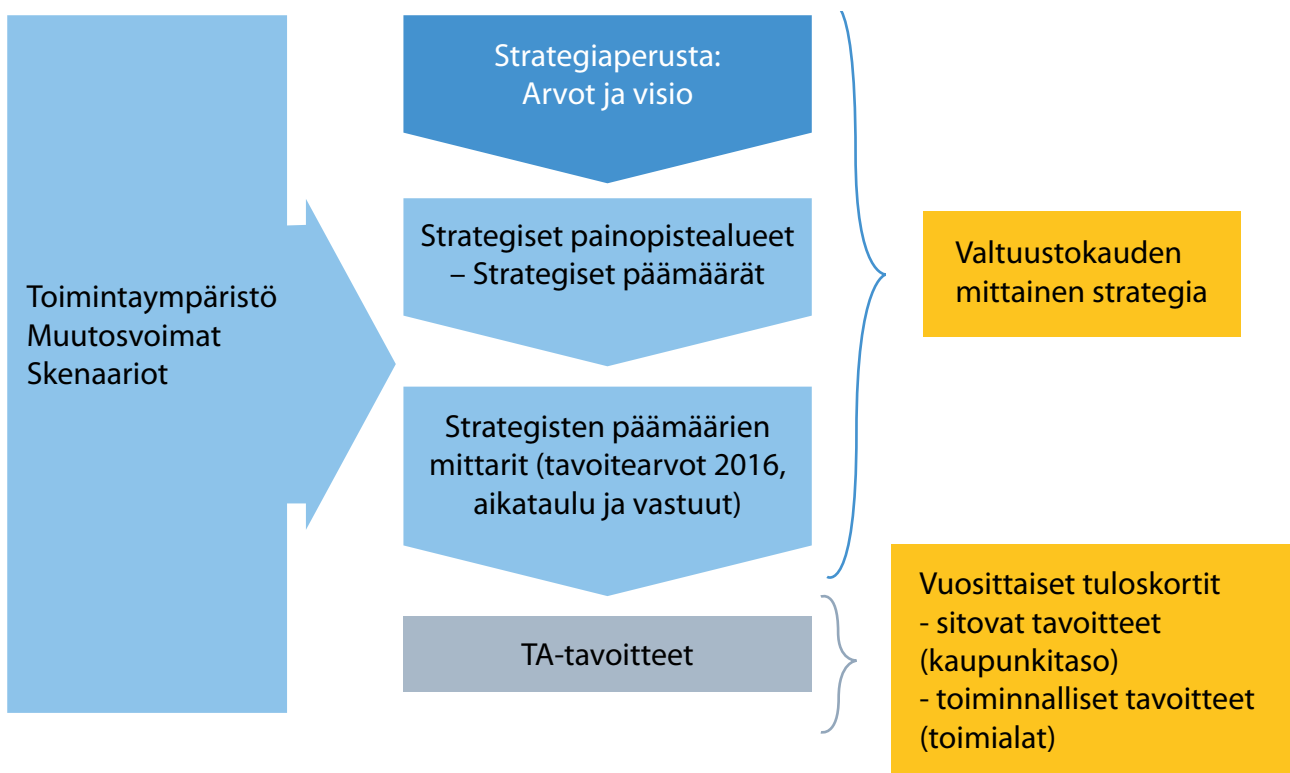 Toimintaympäristö
Muutosvoimat
Skenaariot
Strategiaperusta:
Arvot ja visio
Strategiset painopistealueet
– Strategiset päämäärät
Strategisten päämäärien
mittarit (tavoitearvot 2016,
aikataulu ja vastuut)
TA-tavoitteet
Valtuustokauden
mittainen strategia
Vuosittaiset tuloskortit
- sitovat tavoitteet
(kaupunkitaso)
- toiminnalliset tavoitteet
(toimialat)